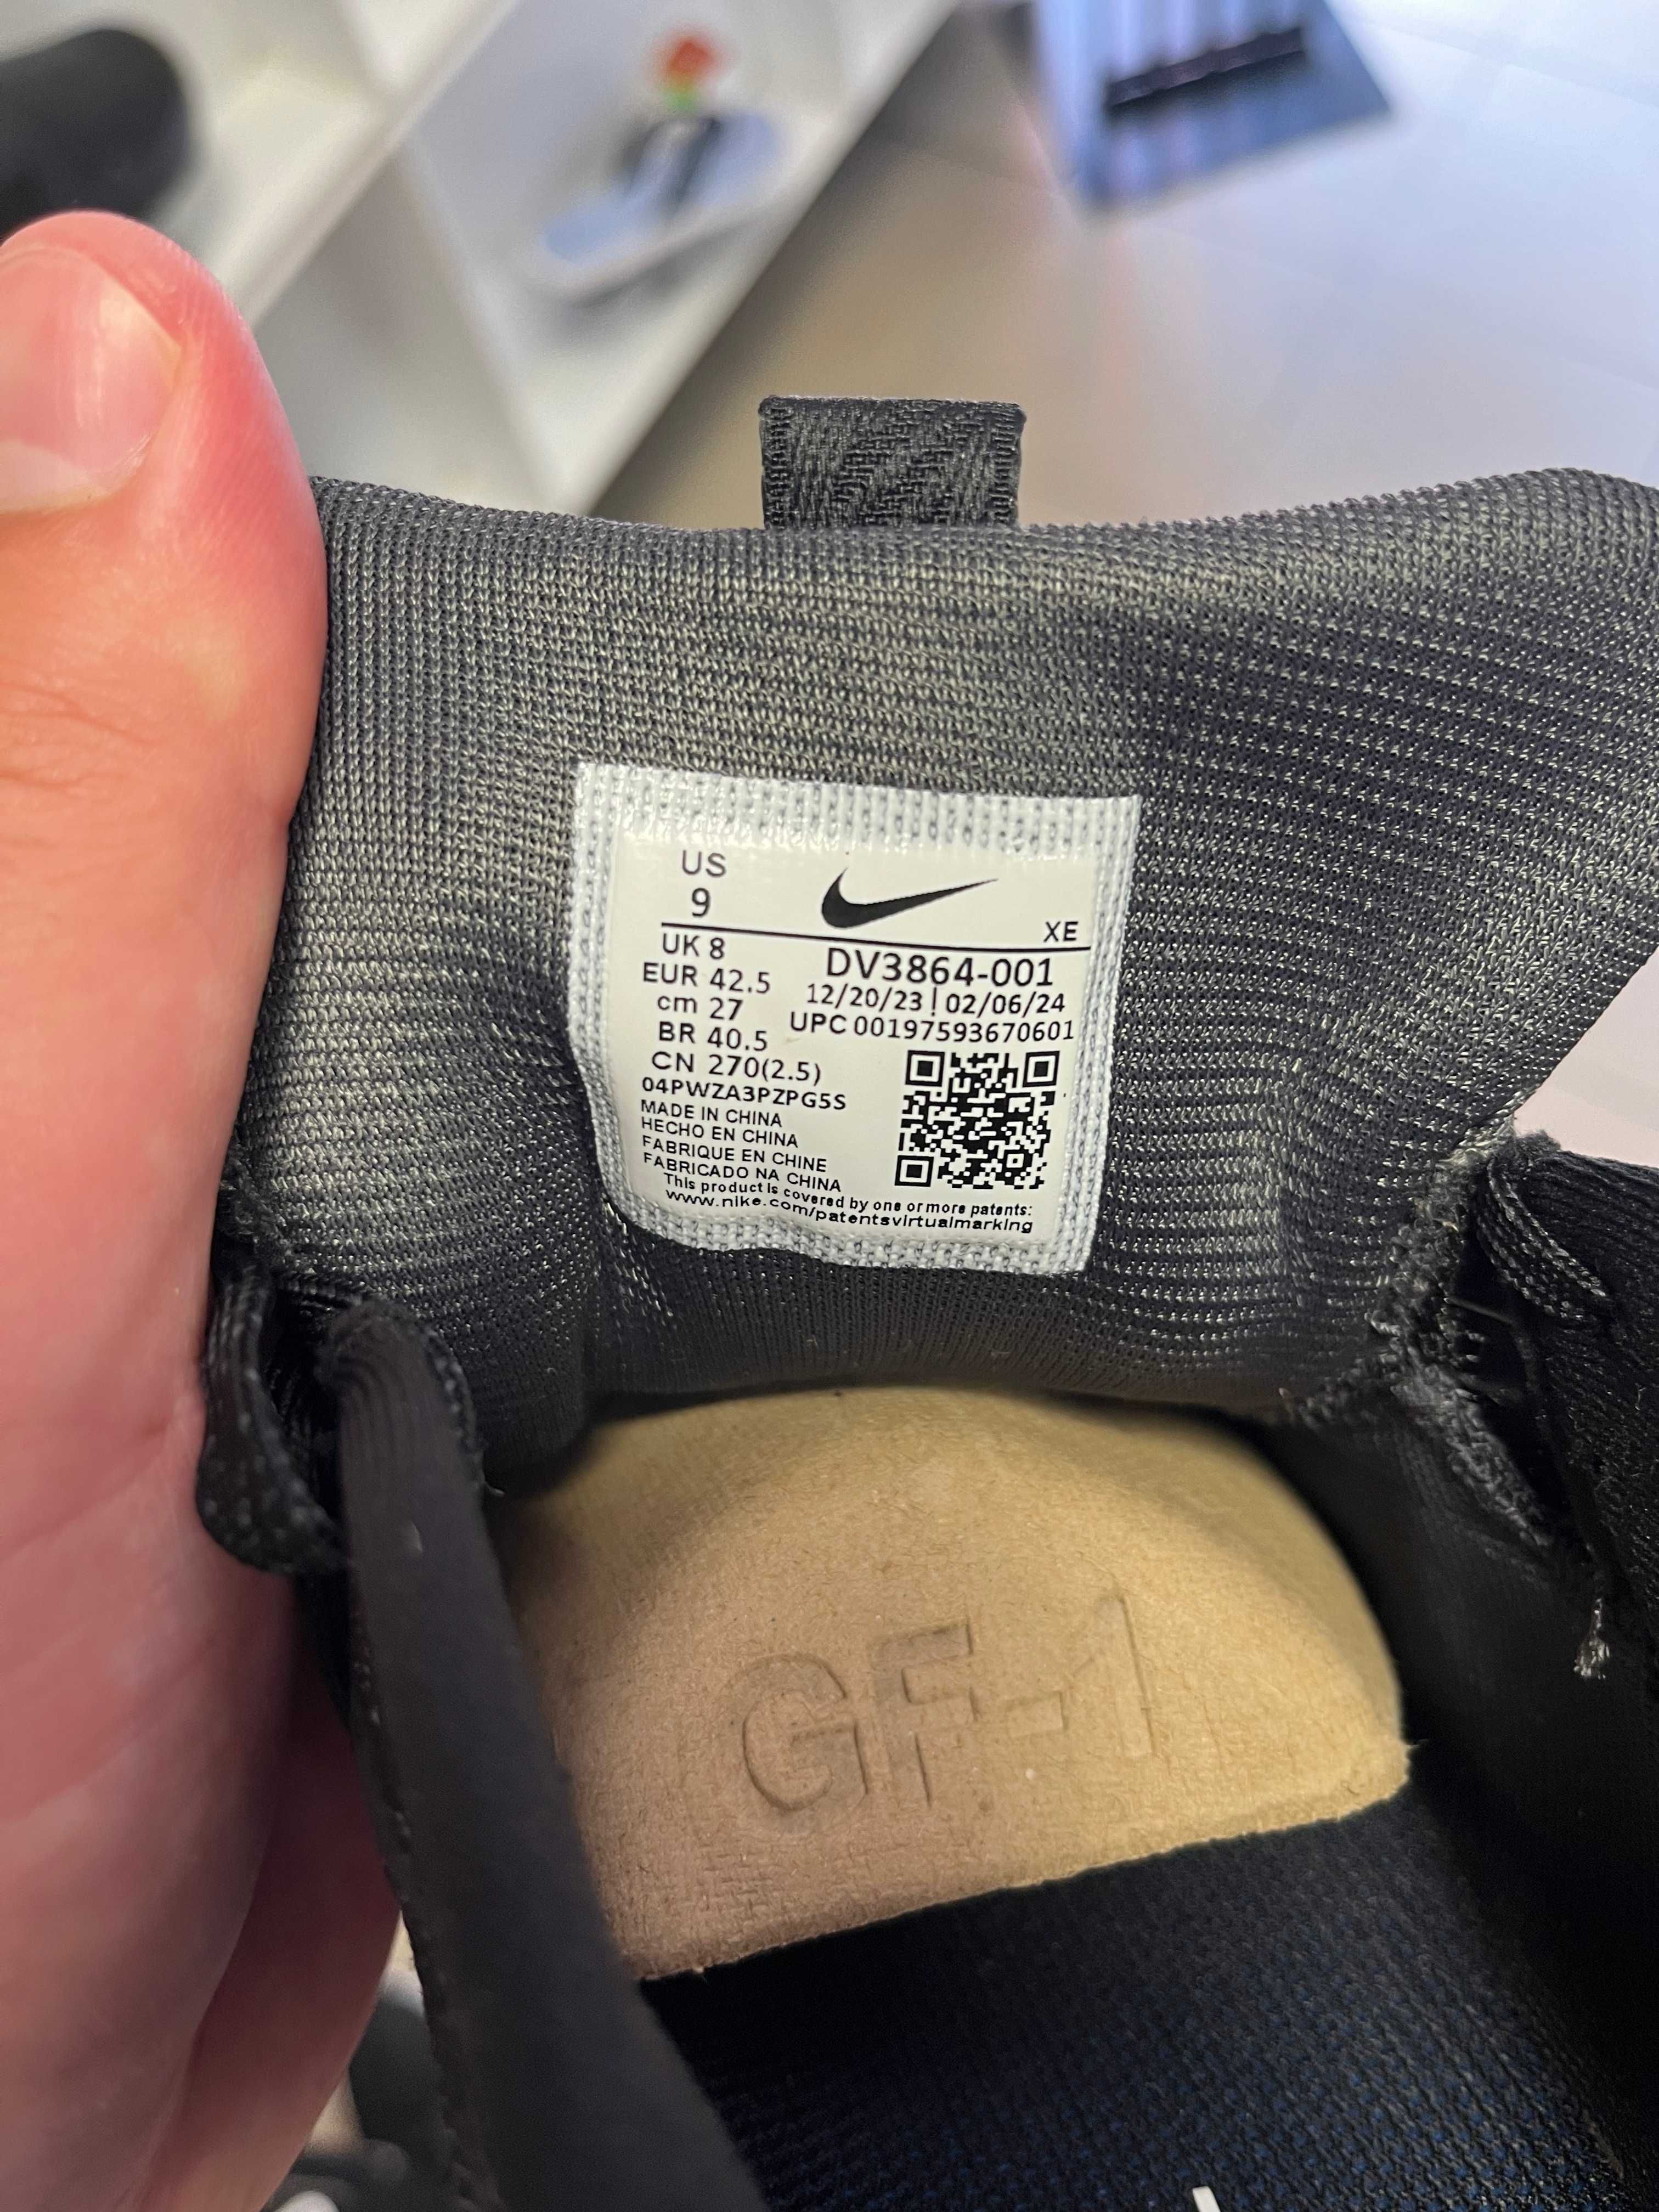 US
9
XE
UK 8
EUR 42.5
cm 27
BR 40.5
CN 270(2.5)
DV3864-001
12/20/23 | 02/06/24
UPC 00197593670601
04PWZA3PZPG5S
MADE IN CHINA
HECHO EN CHINA
FABRIQUE EN CHINE
FABRICADO NA CHINA
This product is covered by one or more patents:
www.nike.com/patentsvirtualmarking
GF-1